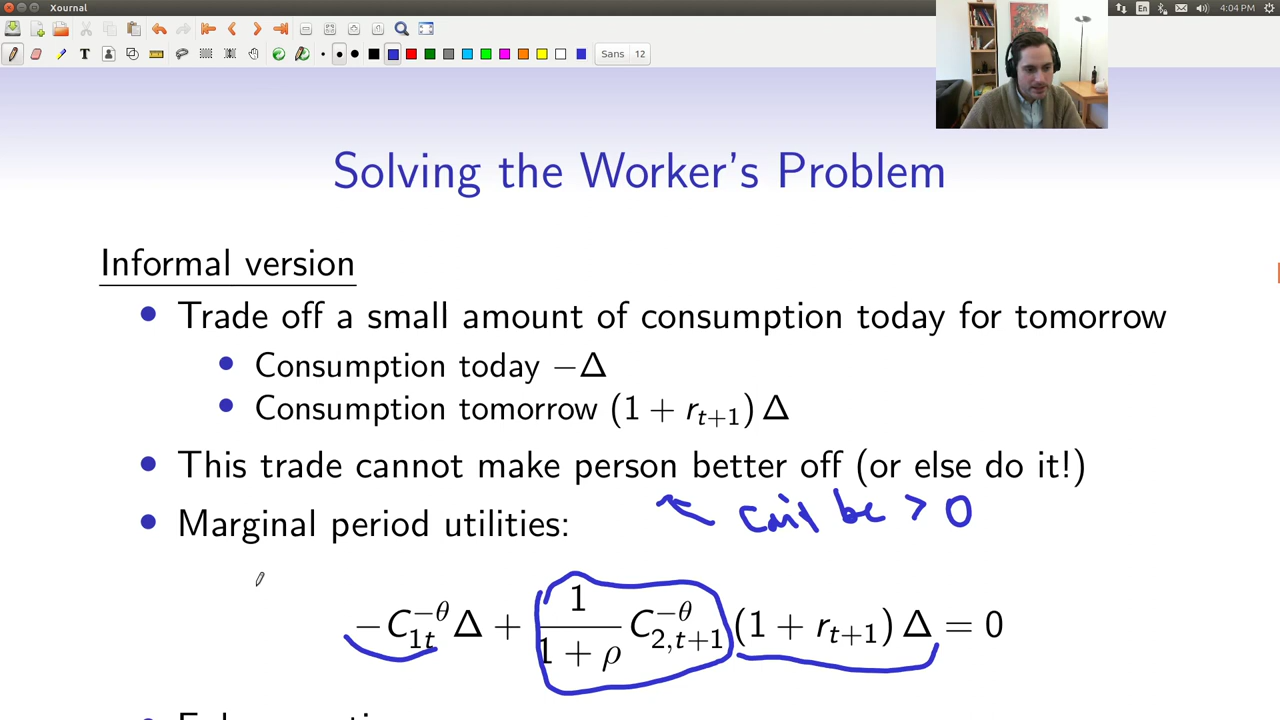 Xournal
En 4:04 PM
Sans 12
Solving the Worker's Problem
Informal version
• Trade off a small amount of consumption today for tomorrow
• Consumption today −Δ
• Consumption tomorrow (1 + r_{t+1}) Δ
• This trade cannot make person better off (or else do it!)
can't be > 0
• Marginal period utilities:
−C_{1t}^{−θ}Δ + \frac{1}{1 + ρ} C_{2,t+1}^{−θ} (1 + r_{t+1}) Δ = 0